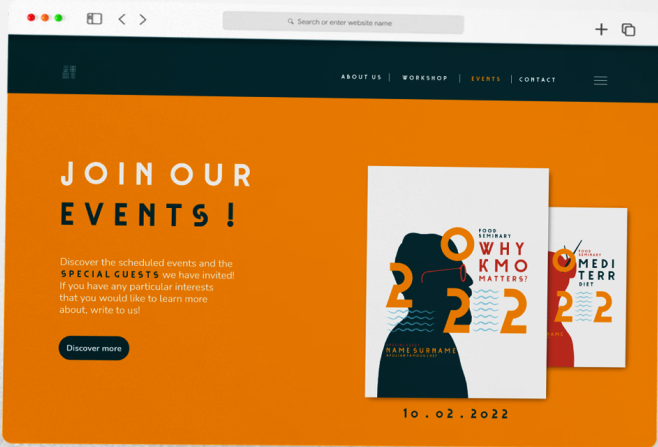 Search or enter website name
ABOUT US | WORKSHOP | EVENTS | CONTACT
JOIN OUR
EVENTS !
Discover the scheduled events and the
SPECIAL GUESTS we have invited!
If you have any particular interests
that you would like to learn more
about, write to us!
Discover more
FOOD
SEMINARY
WHY
KMO
MATTERS?
2022
NAME SURNAME
FOOD
SEMINARY
MEDI
TERR
DIET
2022
10.02.2022